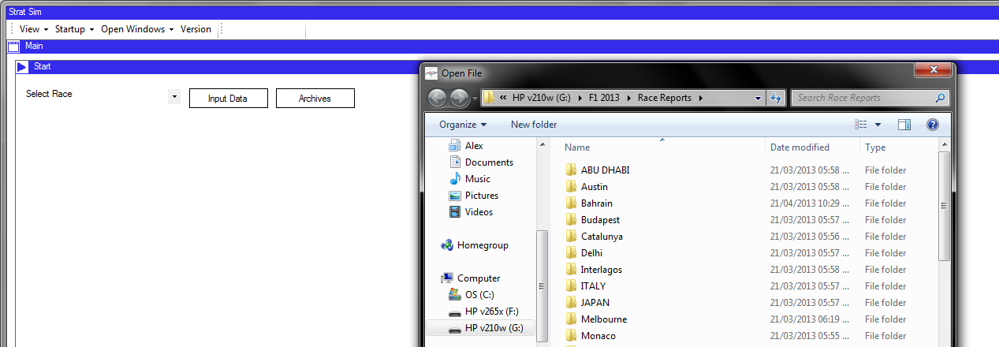 Strat Sim
View Startup Open Windows Version
Main
Start
Select Race Input Data Archives
Open File
« HP v210w (G:) F1 2013 Race Reports Search Race Reports
Organize New folder
Alex
Documents
Music
Pictures
Videos
Homegroup
Computer
OS (C:)
HP v265x (F:)
HP v210w (G:)
Name Date modified Type
ABU DHABI 21/03/2013 05:58 ... File folder
Austin 21/03/2013 05:58 ... File folder
Bahrain 21/04/2013 10:29 ... File folder
Budapest 21/03/2013 05:57 ... File folder
Catalunya 21/03/2013 05:56 ... File folder
Delhi 21/03/2013 05:57 ... File folder
Interlagos 21/03/2013 05:58 ... File folder
ITALY 21/03/2013 05:57 ... File folder
JAPAN 21/03/2013 05:57 ... File folder
Melbourne 21/03/2013 06:19 ... File folder
Monaco 21/03/2013 05:55 ... File folder